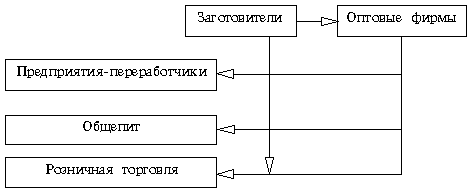 Заготовители
Оптовые фирмы
Предприятия-переработчики
Общепит
Розничная торговля